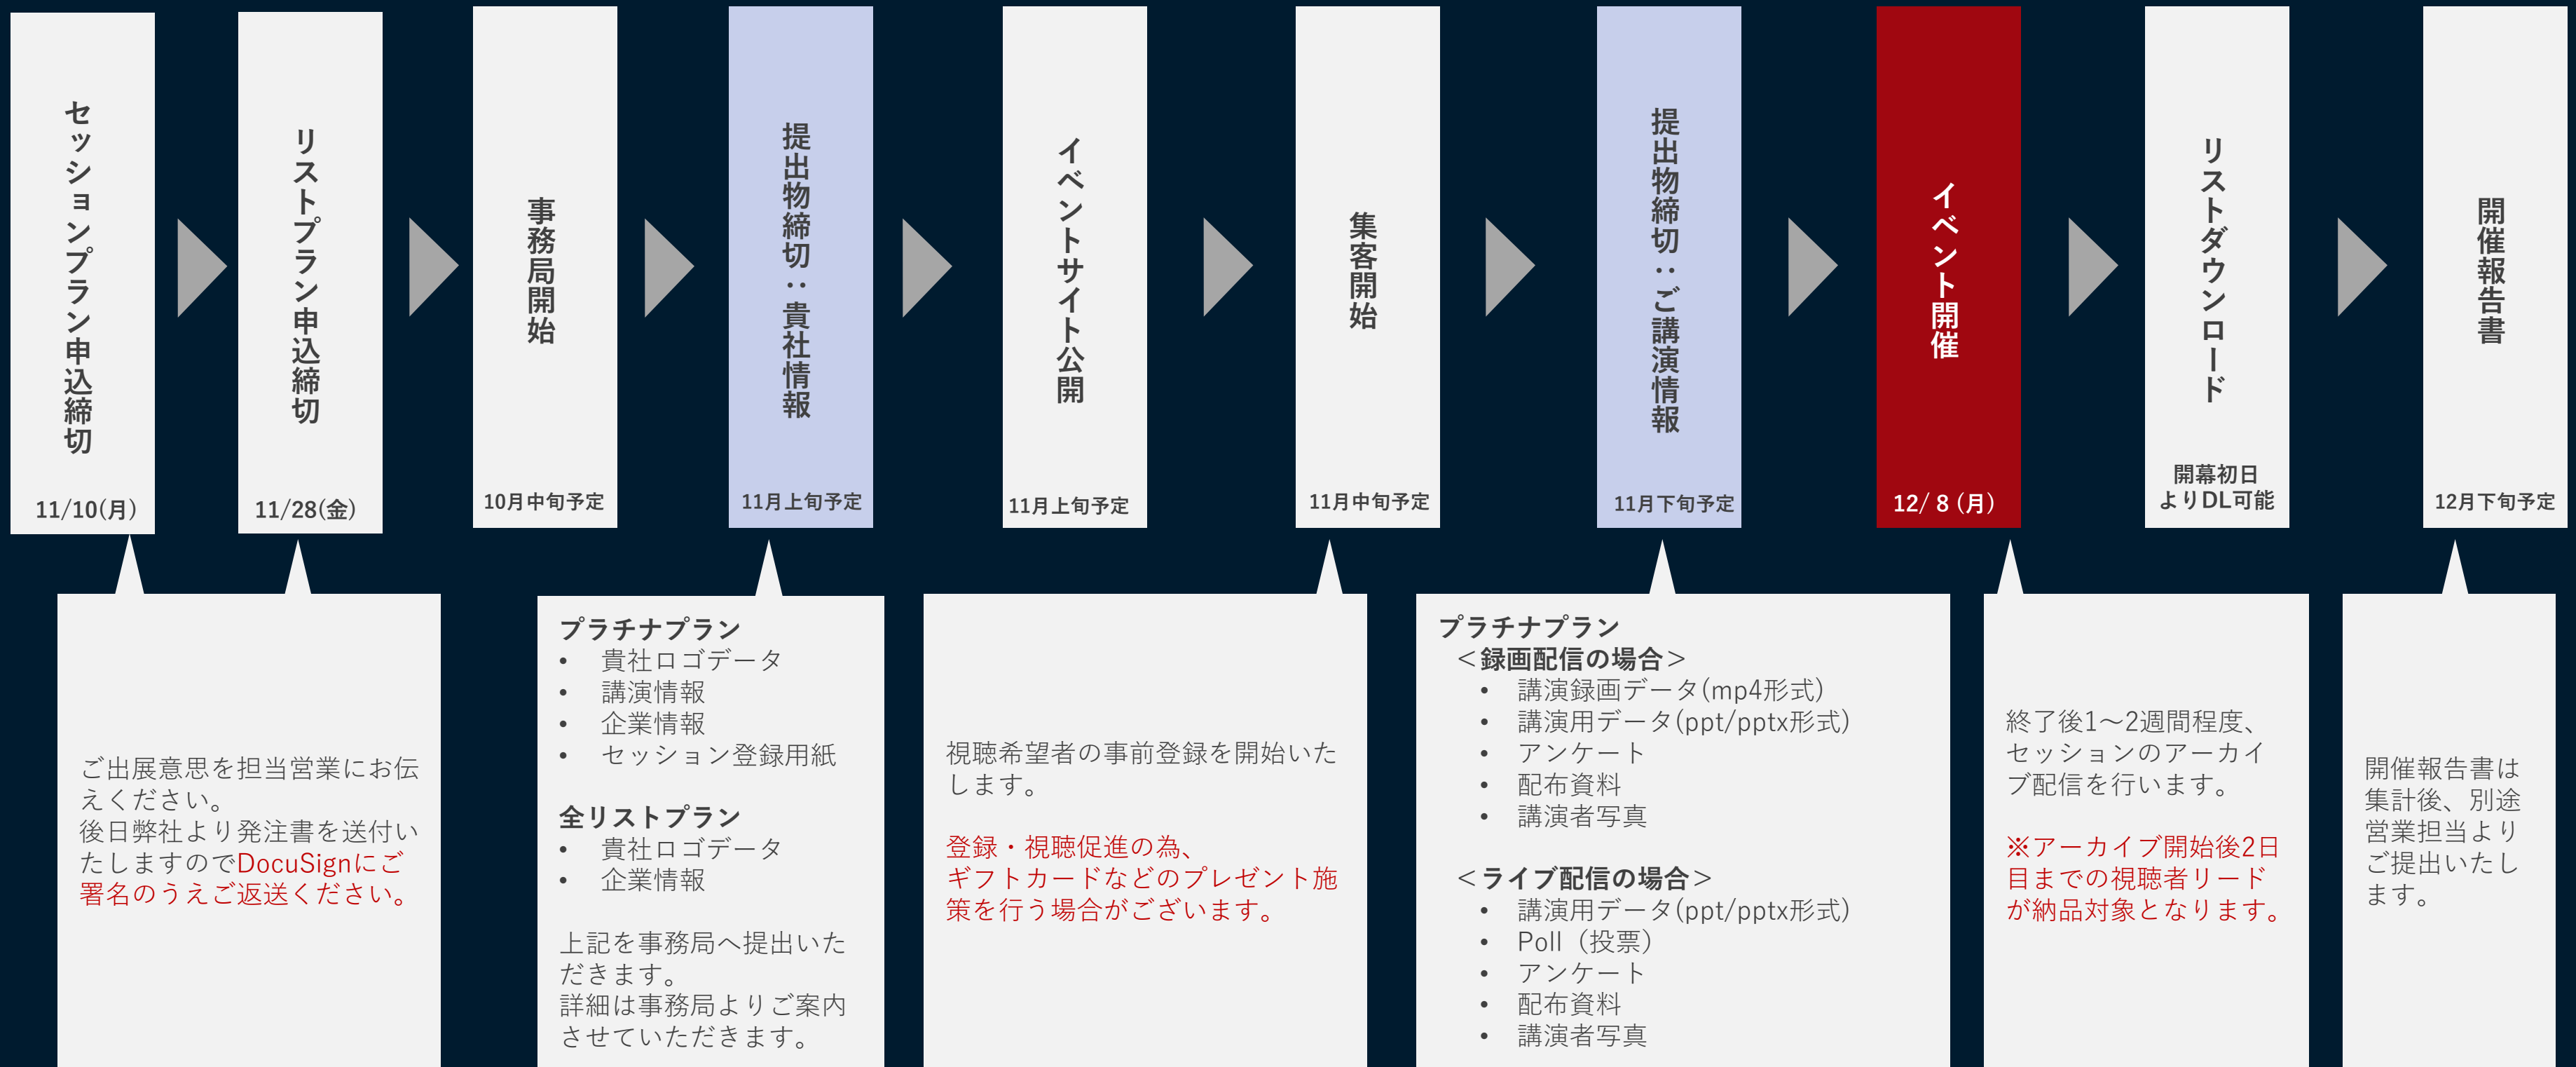 セッションプラン申込締切
11/10(月)
リストプラン申込締切
11/28(金)
事務局開始
10月中旬予定
提出物締切：貴社情報
11月上旬予定
イベントサイト公開
11月上旬予定
集客開始
11月中旬予定
提出物締切：ご講演情報
11月下旬予定
イベント開催
12/ 8 (月)
リストダウンロード
開幕初日
よりDL可能
開催報告書
12月下旬予定
ご出展意思を担当営業にお伝
えください。
後日弊社より発注書を送付い
たしますのでDocuSignにご
署名のうえご返送ください。
プラチナプラン
• 貴社ロゴデータ
• 講演情報
• 企業情報
• セッション登録用紙
全リストプラン
• 貴社ロゴデータ
• 企業情報
上記を事務局へ提出いた
だきます。
詳細は事務局よりご案内
させていただきます。
視聴希望者の事前登録を開始いた
します。
登録・視聴促進の為、
ギフトカードなどのプレゼント施
策を行う場合がございます。
プラチナプラン
＜録画配信の場合＞
• 講演録画データ(mp4形式)
• 講演用データ(ppt/pptx形式)
• アンケート
• 配布資料
• 講演者写真
＜ライブ配信の場合＞
• 講演用データ(ppt/pptx形式)
• Poll（投票）
• アンケート
• 配布資料
• 講演者写真
終了後1～2週間程度、
セッションのアーカイ
ブ配信を行います。
※アーカイブ開始後2日
目までの視聴者リード
が納品対象となります。
開催報告書は
集計後、別途
営業担当より
ご提出いたし
ます。